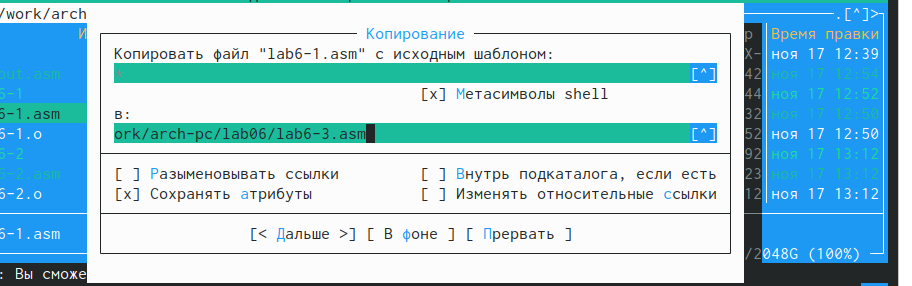 /work/arch .[^]>
Копирование
И р Время правки
Копировать файл "lab6-1.asm" с исходным шаблоном: X- ноя 17 12:39
out.asm * [^] 42 ноя 17 12:54
6-1 [x] Метасимволы shell 44 ноя 17 12:52
6-1.asm в: 32 ноя 17 12:50
6-1.o ork/arch-pc/lab06/lab6-3.asm [^] 52 ноя 17 12:50
6-2 92 ноя 17 13:12
6-2.asm [ ] Разыменовывать ссылки [ ] Внутрь подкаталога, если есть 23 ноя 17 13:12
6-2.o [x] Сохранять атрибуты [ ] Изменять относительные ссылки 12 ноя 17 13:12
6-1.asm [< Дальше >] [ В фоне ] [ Прервать ]
/2048G (100%)
: Вы сможе